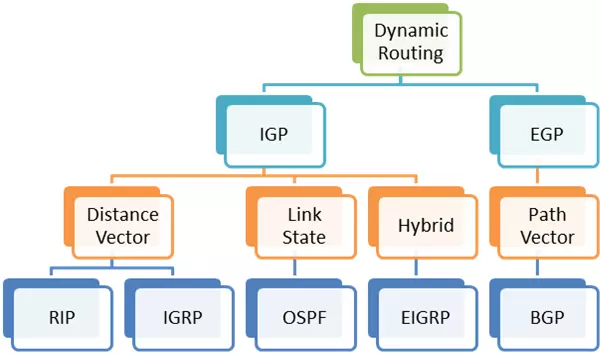 Dynamic
Routing
IGP
EGP
Distance
Vector
Link
State
Hybrid
Path
Vector
RIP
IGRP
OSPF
EIGRP
BGP